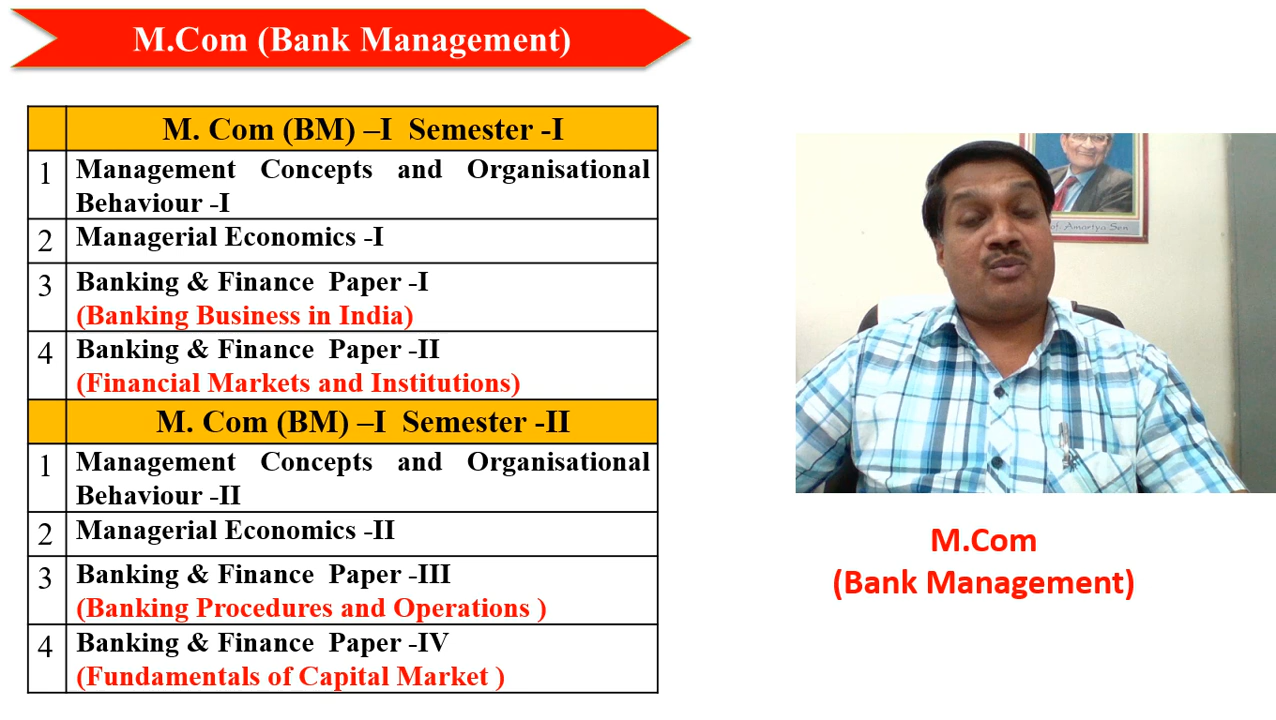 M.Com (Bank Management)
M. Com (BM) –I Semester -I
1
Management Concepts and Organisational
Behaviour -I
2
Managerial Economics -I
3
Banking & Finance Paper -I
(Banking Business in India)
4
Banking & Finance Paper -II
(Financial Markets and Institutions)
M. Com (BM) –I Semester -II
1
Management Concepts and Organisational
Behaviour -II
2
Managerial Economics -II
3
Banking & Finance Paper -III
(Banking Procedures and Operations )
4
Banking & Finance Paper -IV
(Fundamentals of Capital Market )
of. Amartya Sen
M.Com
(Bank Management)